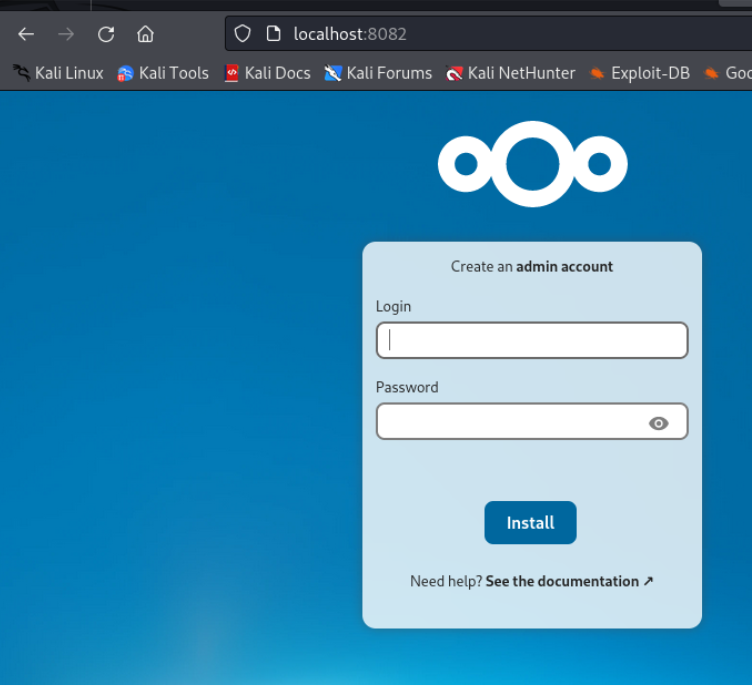 localhost:8082
Kali Linux Kali Tools Kali Docs Kali Forums Kali NetHunter Exploit-DB Goo
Create an admin account
Login
Password
Install
Need help? See the documentation ↗